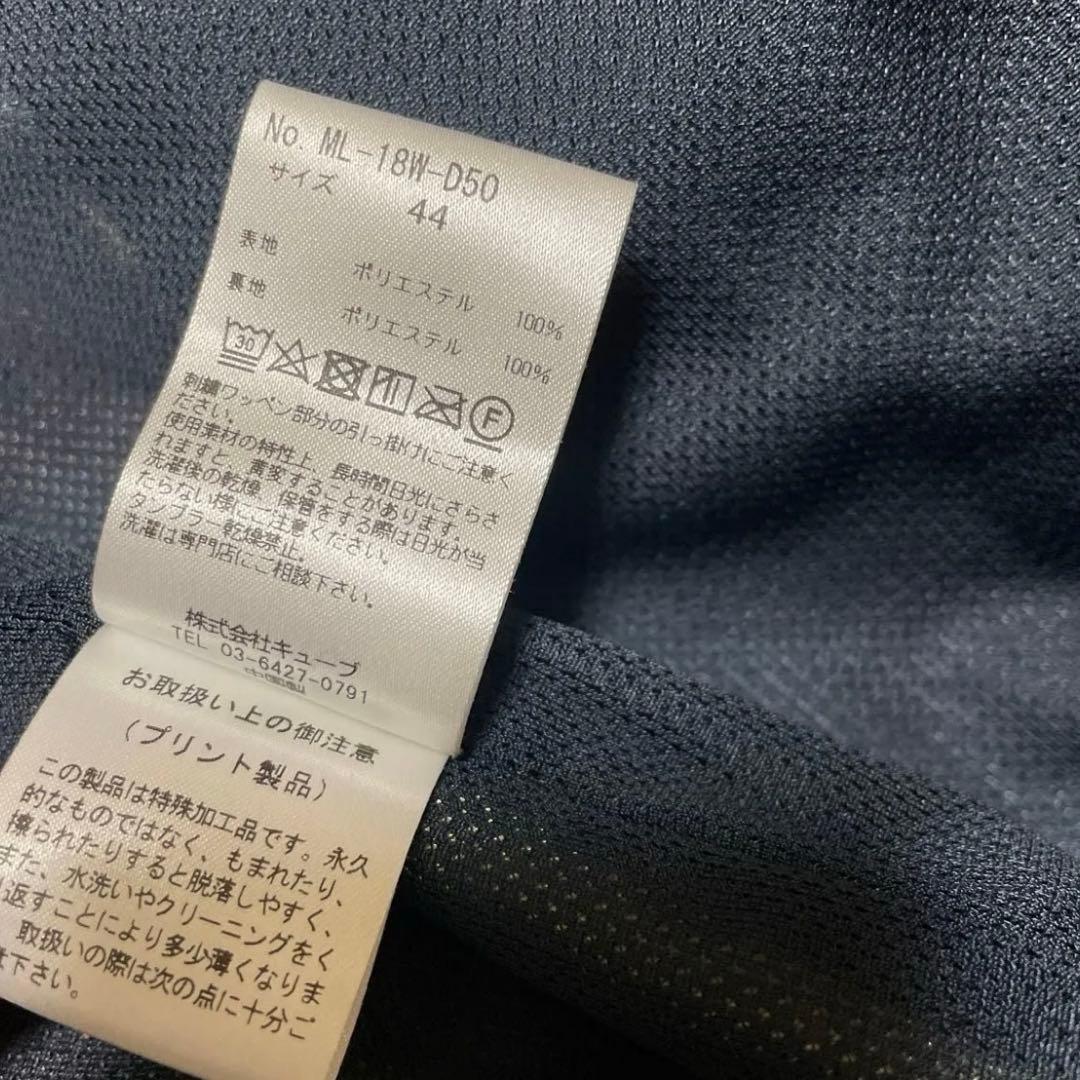 No. ML-18W-D50
サイズ 44
表地 ポリエステル 100%
裏地 ポリエステル 100%
30
F
刺繍ワッペン部分の引っ掛けにご注意く
ださい。
使用素材の特性上、長時間日光にさらさ
れますと、黄変することがあります。
洗濯後の乾燥、保管をする際は日光が当
たらない様にご注意ください。
タンブラー乾燥禁止。
洗濯は専門店にご相談下さい。
株式会社キューブ
TEL 03-6427-0791
中国製
お取扱い上の御注意
(プリント製品)
この製品は特殊加工品です。永久
的なものではなく、もまれたり、
擦られたりすると脱落しやすく、
また、水洗いやクリーニングをく
返すことにより多少薄くなりま
取扱いの際は次の点に十分ご
下さい。